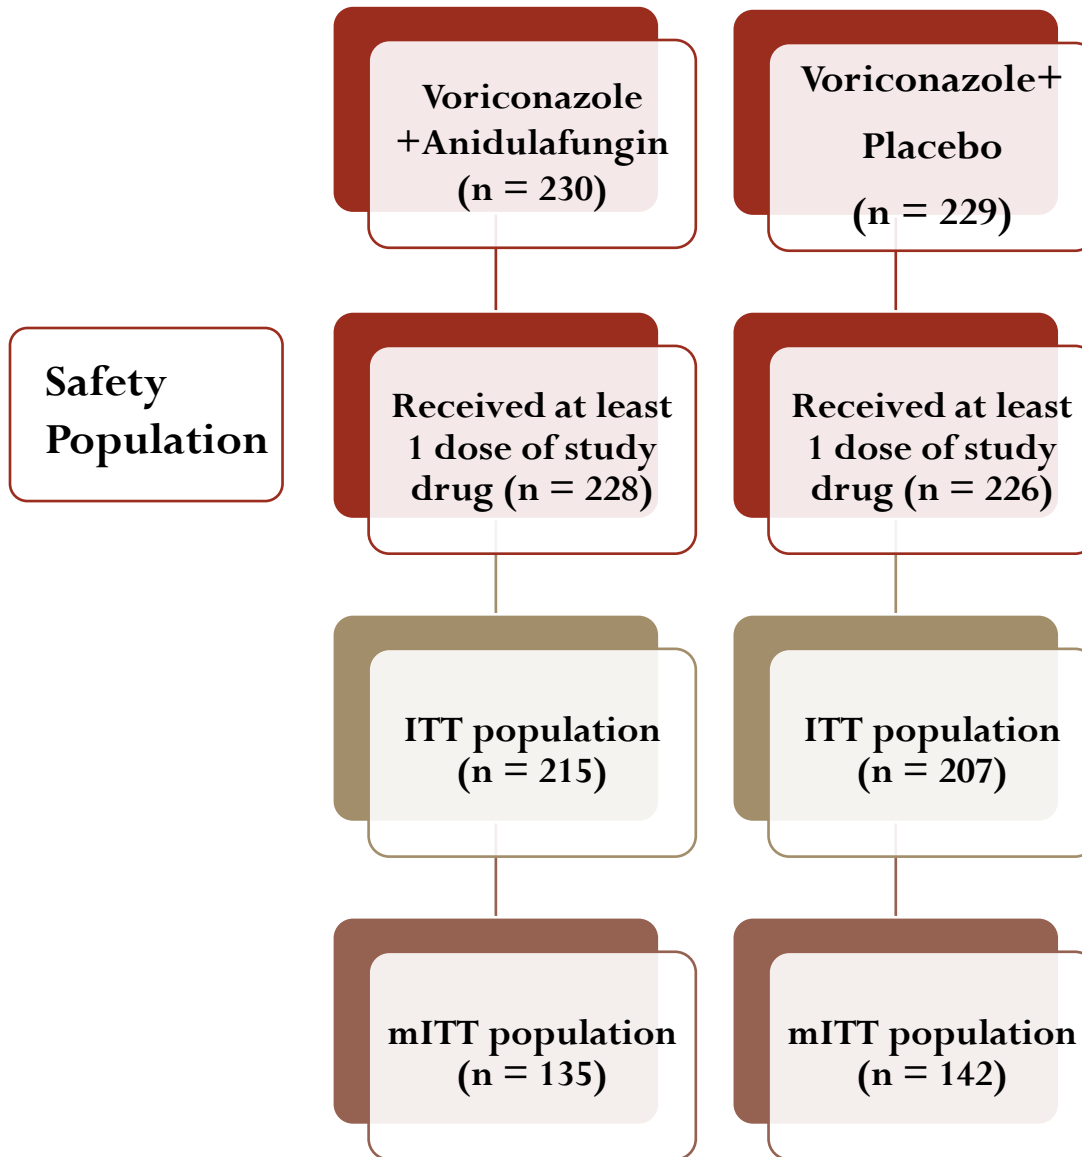 Voriconazole
+Anidulafungin
(n = 230)
Voriconazole+
Placebo
(n = 229)
Safety
Population
Received at least
1 dose of study
drug (n = 228)
Received at least
1 dose of study
drug (n = 226)
ITT population
(n = 215)
ITT population
(n = 207)
mITT population
(n = 135)
mITT population
(n = 142)